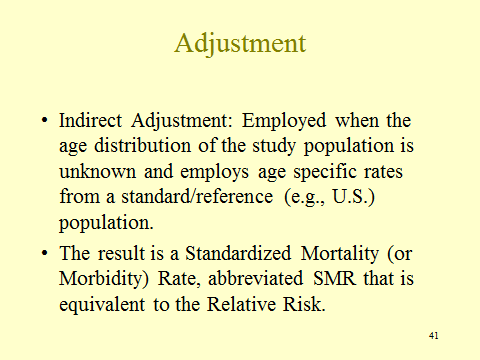 Adjustment
• Indirect Adjustment: Employed when the
age distribution of the study population is
unknown and employs age specific rates
from a standard/reference (e.g., U.S.)
population.
• The result is a Standardized Mortality (or
Morbidity) Rate, abbreviated SMR that is
equivalent to the Relative Risk.
41